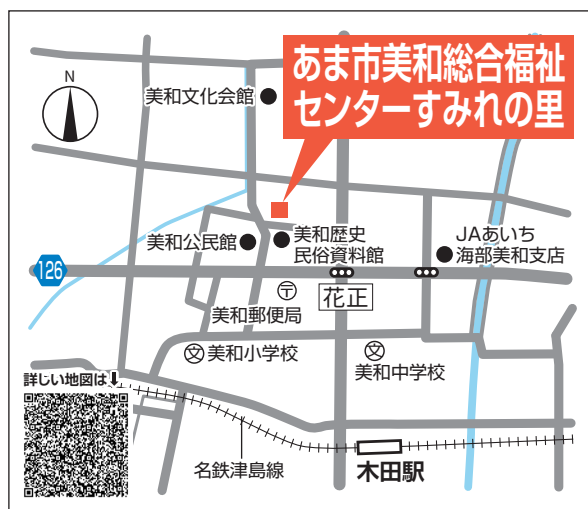 N
美和文化会館
あま市美和総合福祉
センターすみれの里
美和公民館
美和歴史
民俗資料館
JAあいち
海部美和支店
126
〒
花正
美和郵便局
文
美和小学校
文
美和中学校
詳しい地図は⬇
名鉄津島線
木田駅